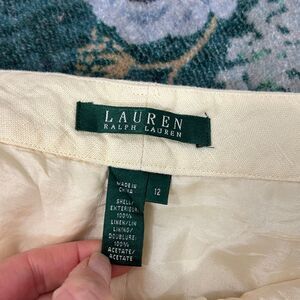 LAUREN
RALPH LAUREN
MADE IN
CHINA
12
SHELL/
EXTERIEUR:
100%
LINEN/LIN
LINING/
DOUBLURE:
100%
ACETATE/
ACETATE